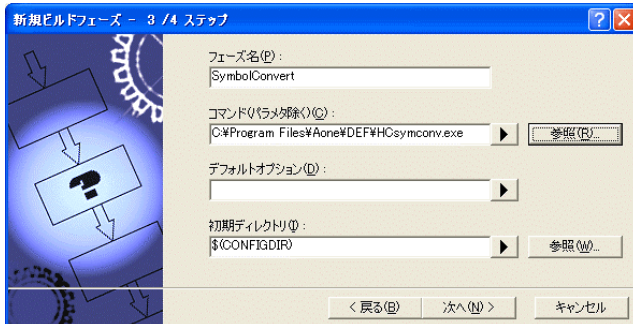 新規ビルドフェーズ - 3 /4 ステップ
フェーズ名(P) :
SymbolConvert
コマンド(パラメタ除く)(C) :
C:¥Program Files¥Aone¥DEF¥HCsymconv.exe
参照(R)...
デフォルトオプション(D) :
初期ディレクトリ(I) :
$(CONFIGDIR)
参照(W)...
< 戻る(B)
次へ(N) >
キャンセル